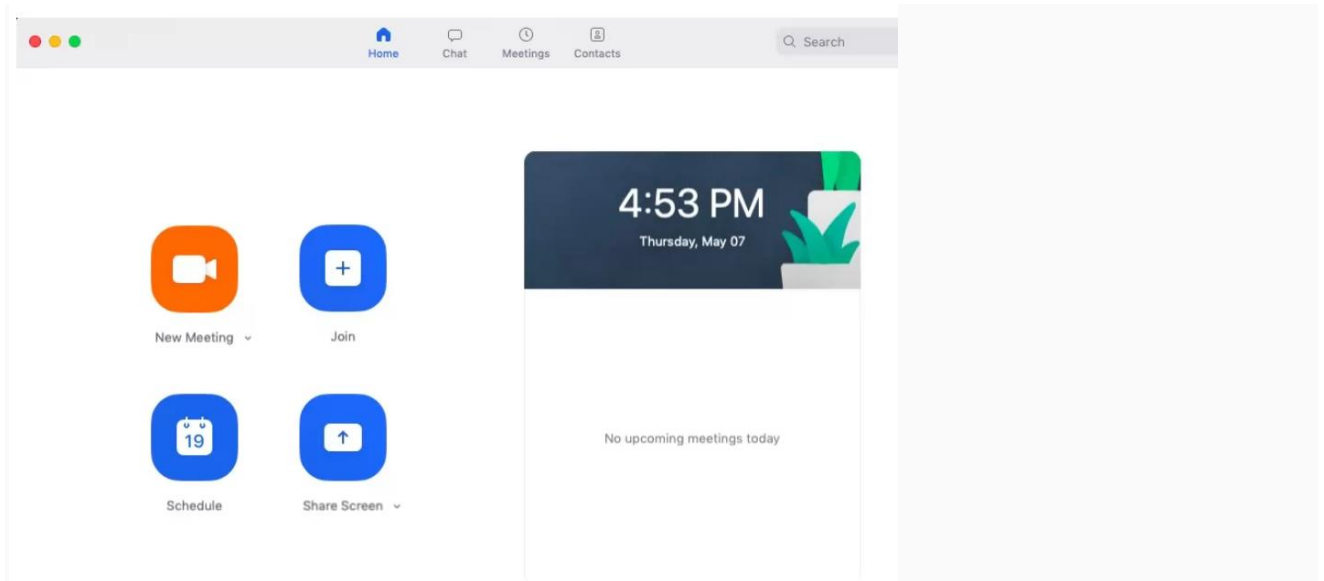 Home Chat Meetings Contacts Search
4:53 PM
Thursday, May 07
New Meeting Join
19
No upcoming meetings today
Schedule Share Screen